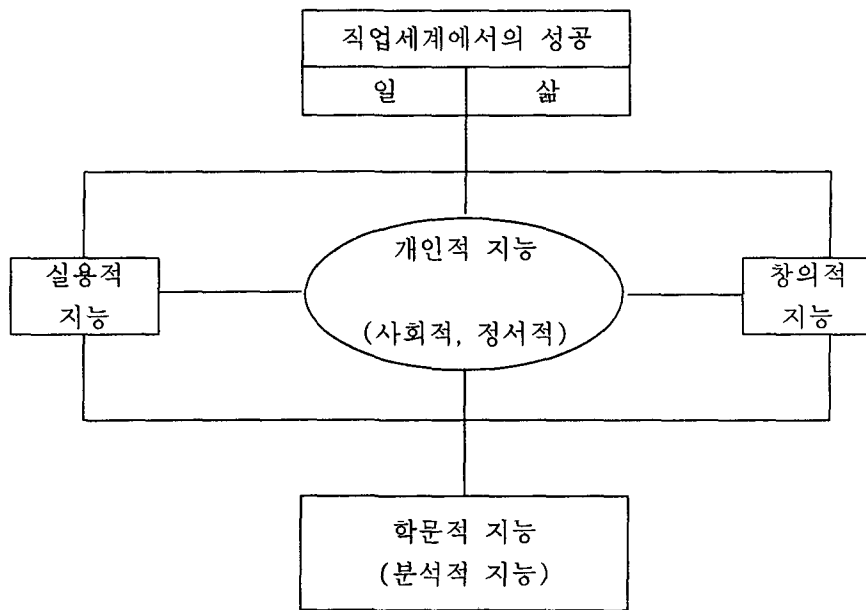 직업세계에서의 성공
일 삶
개인적 지능
(사회적, 정서적)
실용적
지능
창의적
지능
학문적 지능
(분석적 지능)